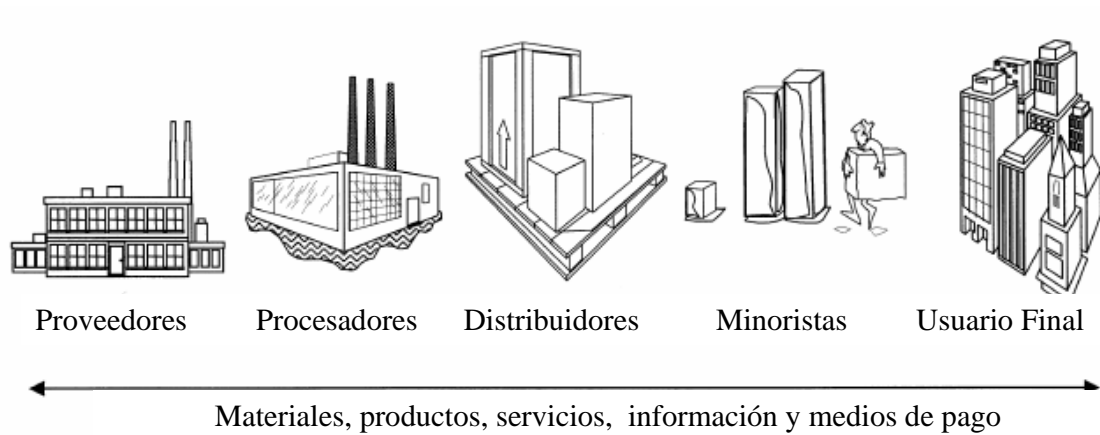 Proveedores Procesadores Distribuidores Minoristas Usuario Final
Materiales, productos, servicios, información y medios de pago